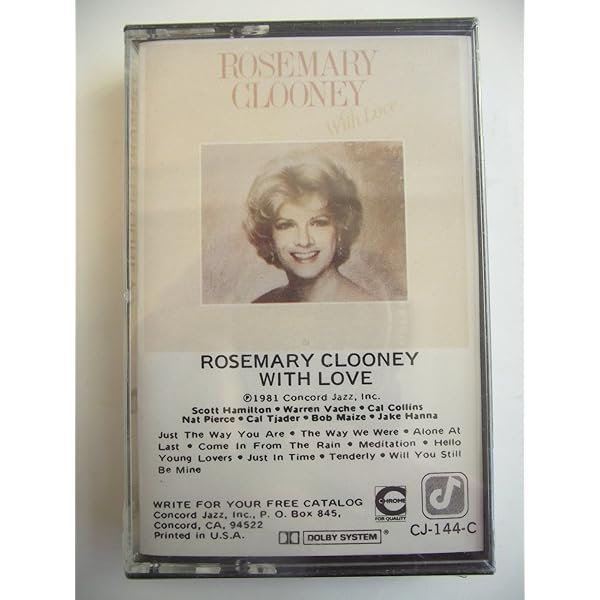 ROSEMARY
CLOONEY
With Love
ROSEMARY CLOONEY
WITH LOVE
℗1981 Concord Jazz, Inc.
Scott Hamilton • Warren Vache • Cal Collins
Nat Pierce • Cal Tjader • Bob Maize • Jake Hanna
Just The Way You Are • The Way We Were • Alone At
Last • Come In From The Rain • Meditation • Hello
Young Lovers • Just In Time • Tenderly • Will You Still
Be Mine
WRITE FOR YOUR FREE CATALOG
Concord Jazz, Inc., P. O. Box 845,
Concord, CA, 94522
Printed in U.S.A.
DOLBY SYSTEM®
CHROME
FOR QUALITY
CJ-144-C